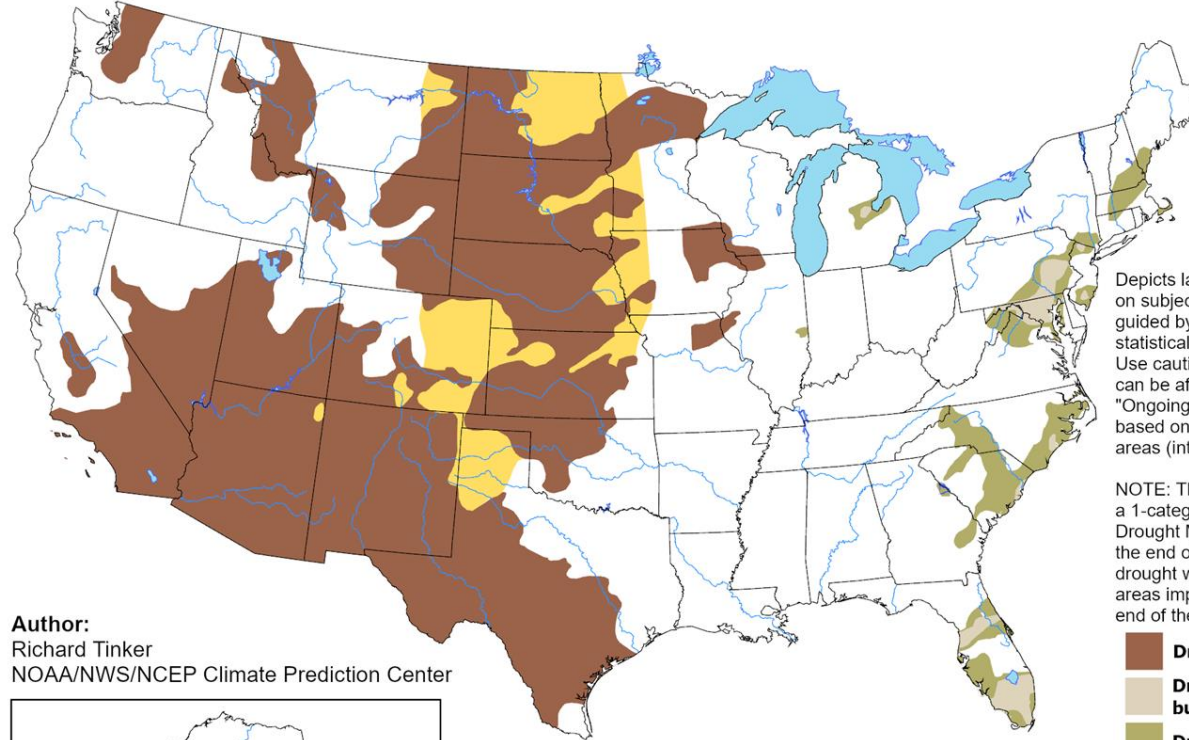 Depicts la
on subjec
guided by
statistical
Use cauti
can be af
"Ongoing
based on
areas (int
NOTE: Th
a 1-categ
Drought M
the end o
drought w
areas imp
end of the
Author:
Richard Tinker
NOAA/NWS/NCEP Climate Prediction Center
Dr
Dr
bu